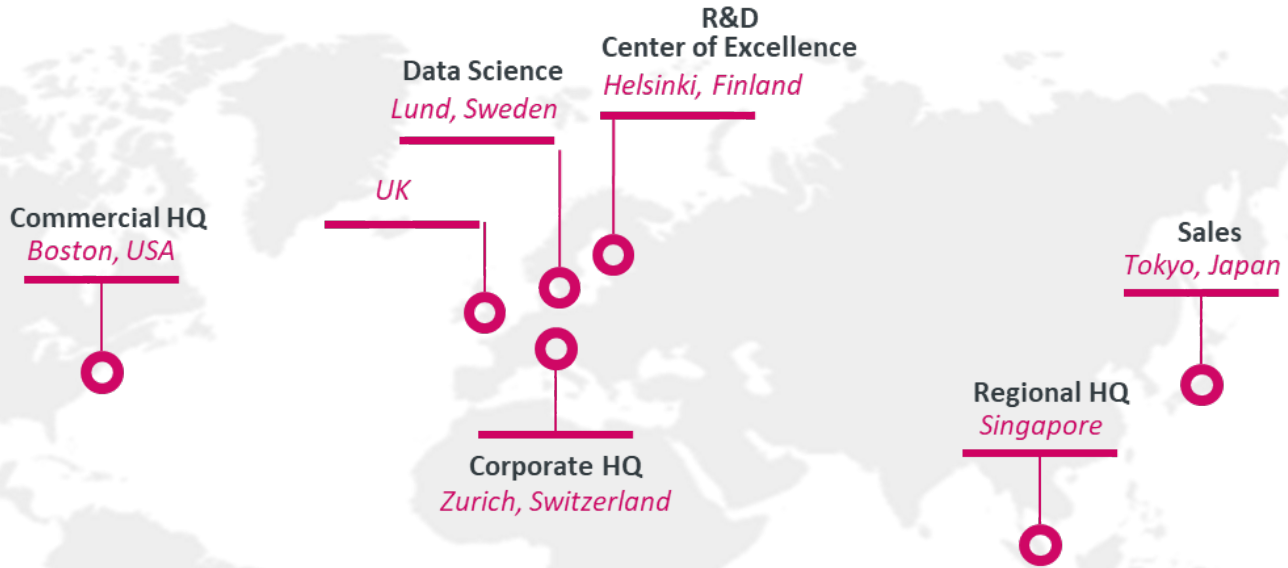 R&D
Center of Excellence
Helsinki, Finland
Data Science
Lund, Sweden
UK
Commercial HQ
Boston, USA
Sales
Tokyo, Japan
Regional HQ
Singapore
Corporate HQ
Zurich, Switzerland